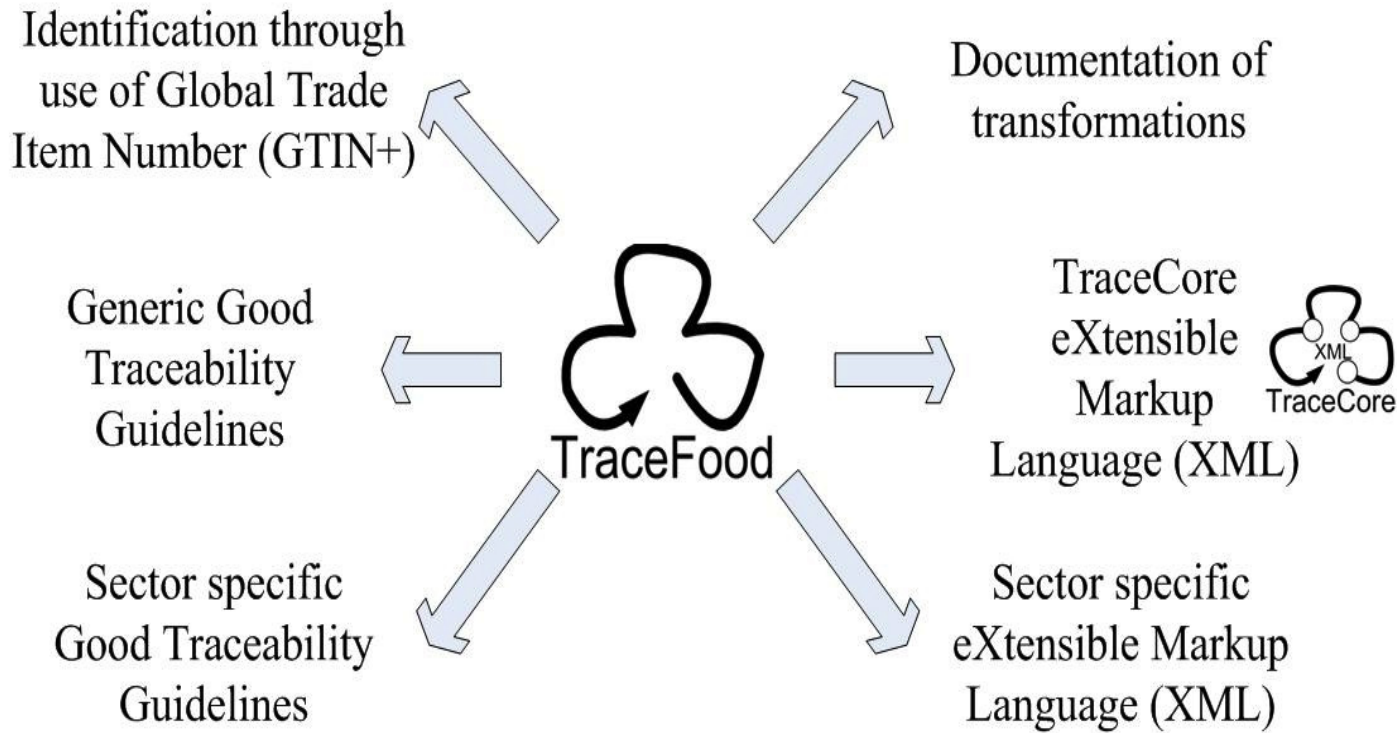 Identification through
use of Global Trade
Item Number (GTIN+)
Documentation of
transformations
Generic Good
Traceability
Guidelines
TraceFood
TraceCore
eXtensible
Markup
Language (XML)
XML
TraceCore
Sector specific
Good Traceability
Guidelines
Sector specific
eXtensible Markup
Language (XML)